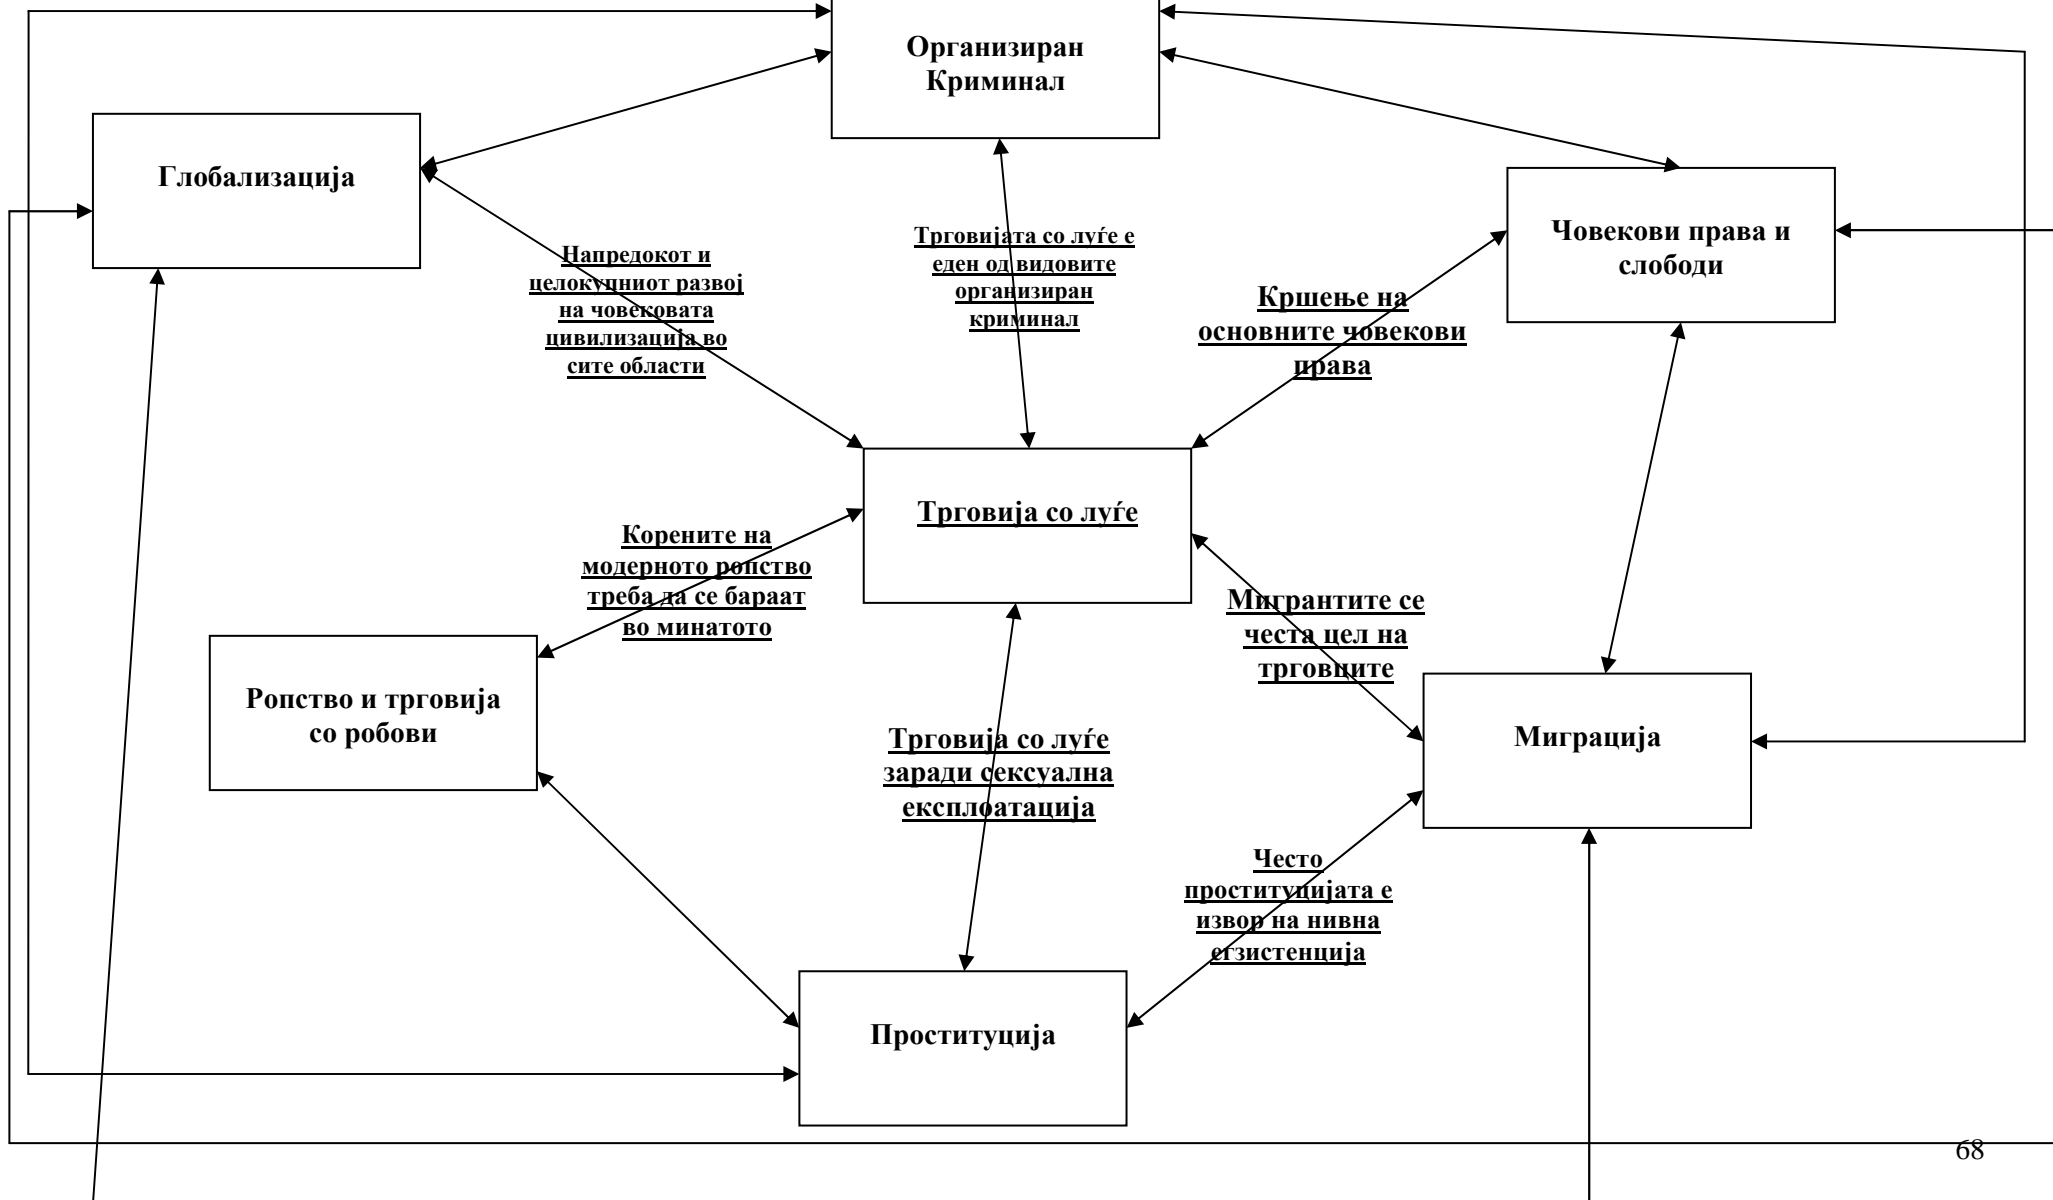 Организиран
Криминал
Глобализација
Човекови права и
слободи
Напредокот и
целокупниот развој
на човековата
цивилизација во
сите области
Трговијата со луѓе е
еден од видовите
организиран
криминал
Кршење на
основните човекови
права
Трговија со луѓе
Корените на
модерното ропство
треба да се бараат
во минатото
Мигрантите се
честа цел на
трговците
Ропство и трговија
со робови
Миграција
Трговија со луѓе
заради сексуална
експлоатација
Често
проституцијата е
извор на нивна
егзистенција
Проституција
68